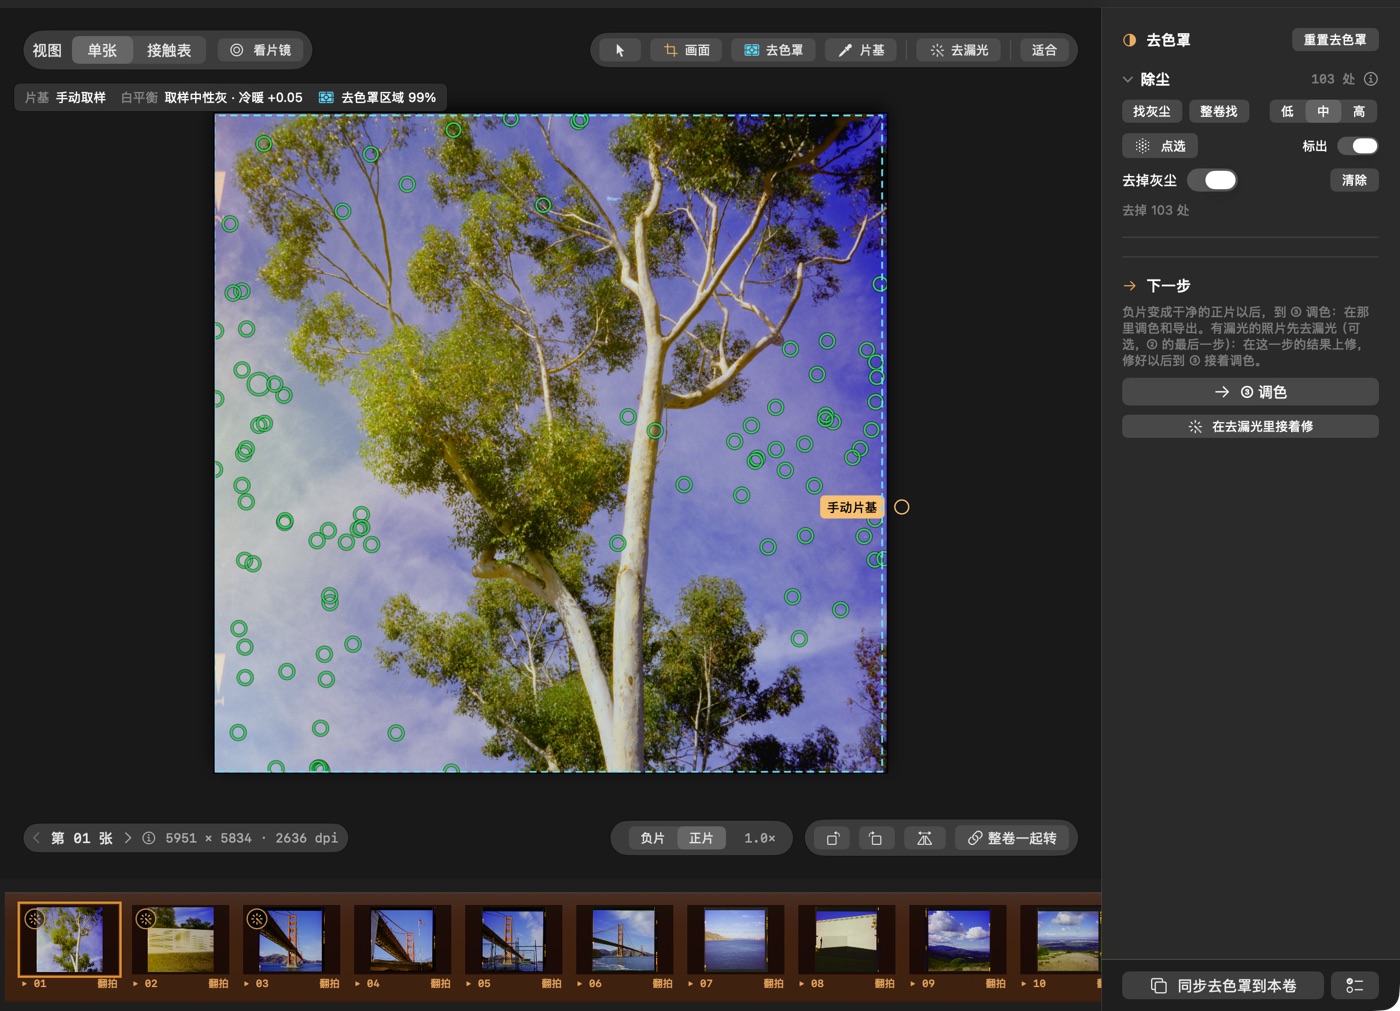 视图 单张 接触表 看片镜
画面 去色罩 片基 去漏光 适合
片基 手动取样 白平衡 取样中性灰 · 冷暖 +0.05 去色罩区域 99%
手动片基
第 01 张 5951 × 5834 · 2636 dpi
负片 正片 1.0×
整卷一起转
01 翻拍
02 翻拍
03 翻拍
04 翻拍
05 翻拍
06 翻拍
07 翻拍
08 翻拍
09 翻拍
10
去色罩 重置去色罩
除尘 103 处
找灰尘 整卷找 低 中 高
点选 标出
去掉灰尘 清除
去掉 103 处
下一步
负片变成干净的正片以后，到 ③ 调色：在那
里调色和导出。有漏光的照片先去漏光（可
选，② 的最后一步）：在这一步的结果上修，
修好以后到 ③ 接着调色。
→ ③ 调色
在去漏光里接着修
同步去色罩到本卷